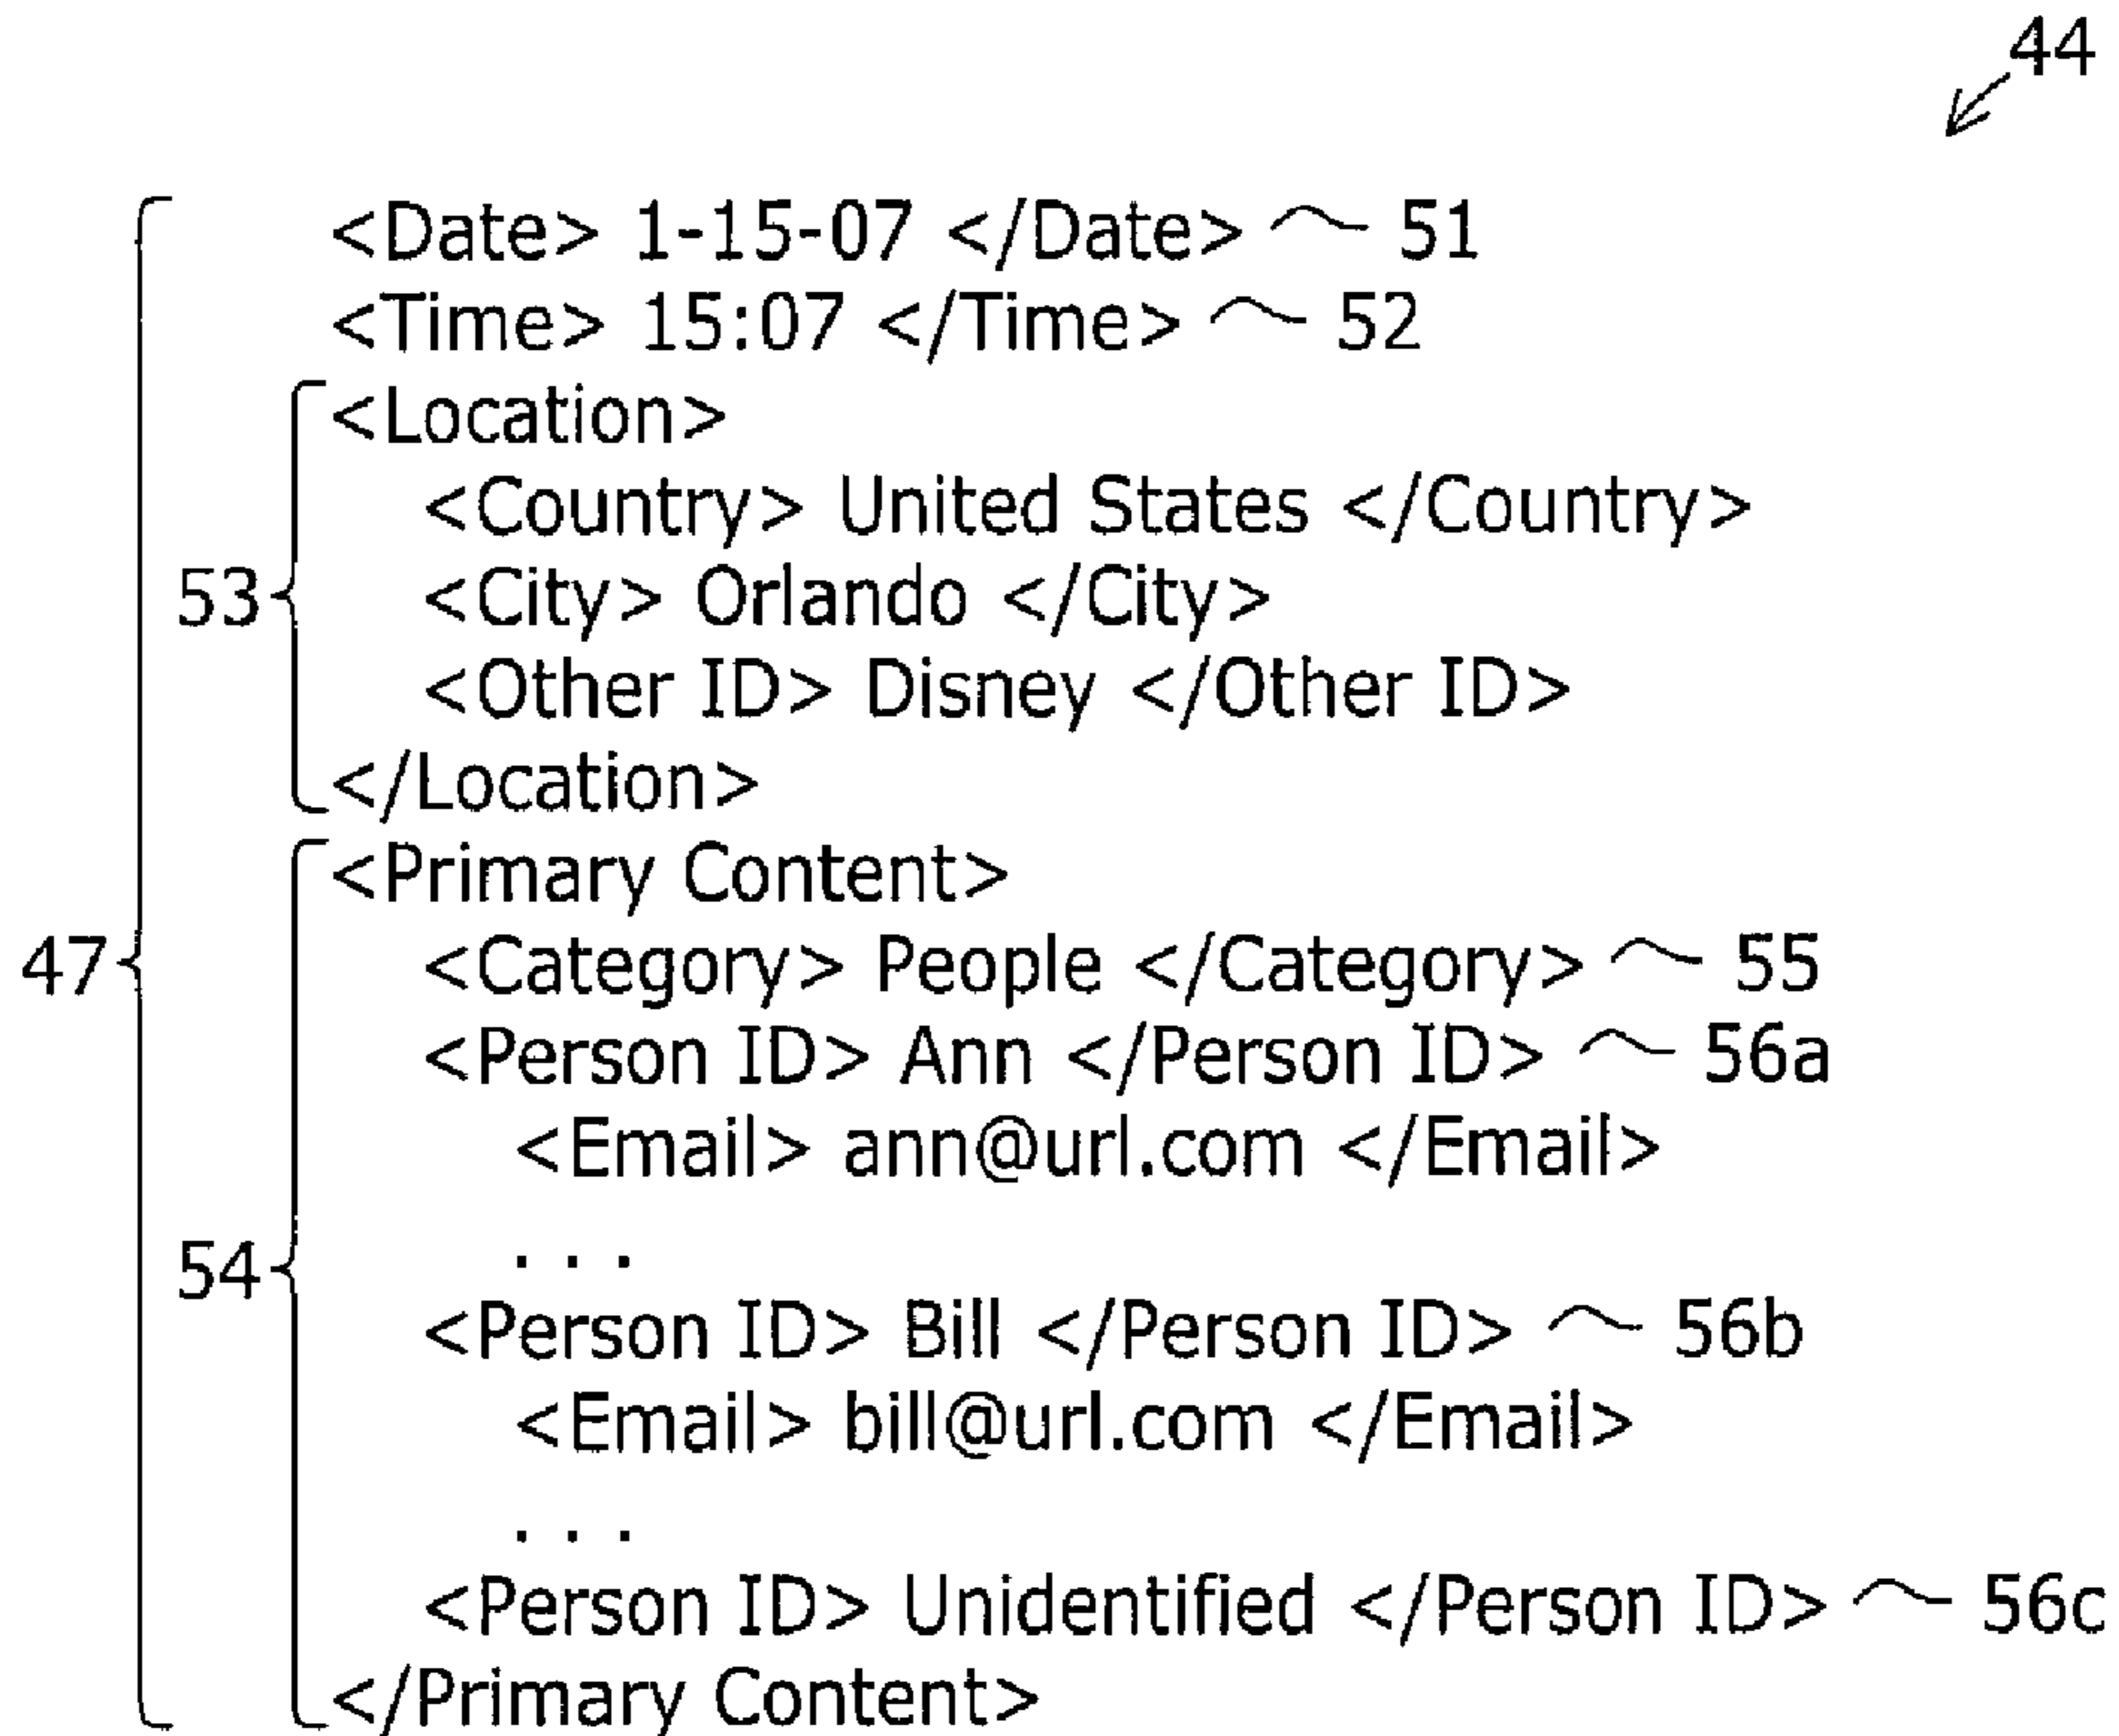 44
<Date> 1-15-07 </Date> 51
<Time> 15:07 </Time> 52
<Location>
<Country> United States </Country>
53 <City> Orlando </City>
<Other ID> Disney </Other ID>
</Location>
<Primary Content>
47 <Category> People </Category> 55
<Person ID> Ann </Person ID> 56a
<Email> ann@url.com </Email>
54 . . .
<Person ID> Bill </Person ID> 56b
<Email> bill@url.com </Email>
. . .
<Person ID> Unidentified </Person ID> 56c
</Primary Content>